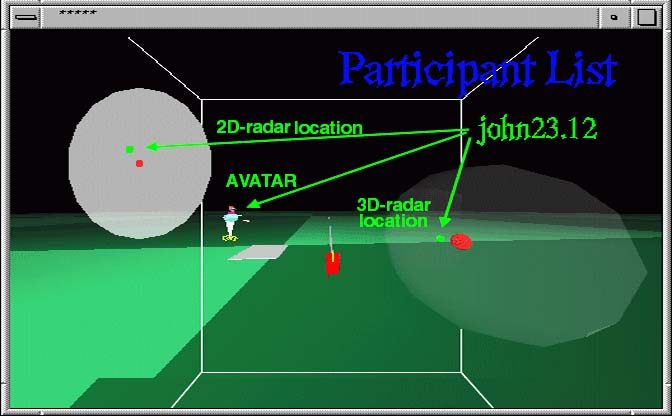 *****
Participant List
2D-radar location
john23.12
AVATAR
3D-radar
location